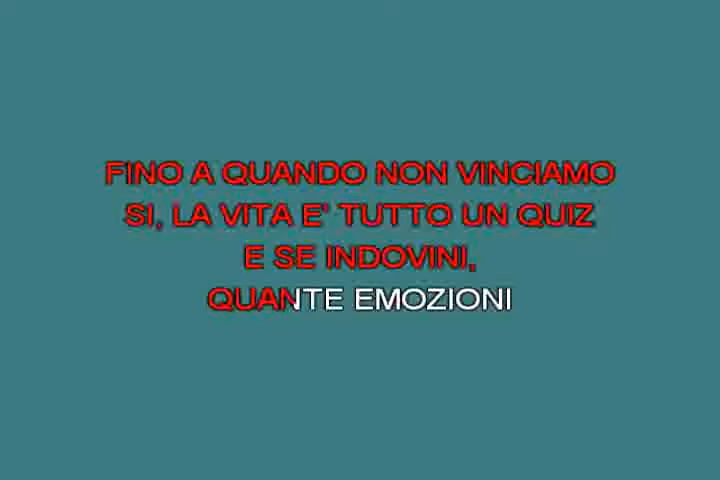 FINO A QUANDO NON VINCIAMO
SI, LA VITA E' TUTTO UN QUIZ
E SE INDOVINI,
QUANTE EMOZIONI